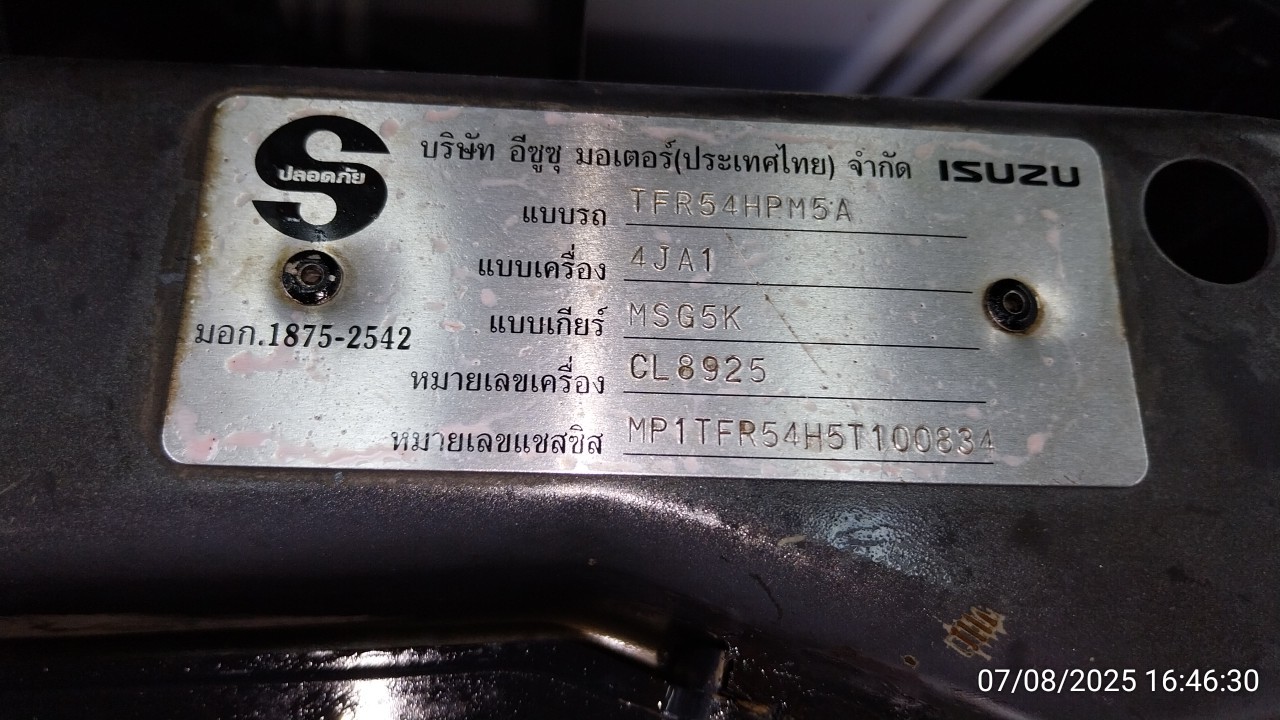 ปลอดภัย
บริษัท อีซูซุ มอเตอร์(ประเทศไทย) จำกัด ISUZU
แบบรถ TFR54HPM5A
แบบเครื่อง 4JA1
แบบเกียร์ MSG5K
มอก.1875-2542
หมายเลขเครื่อง CL8925
หมายเลขแชสซิส MP1TFR54H5T100834
07/08/2025 16:46:30